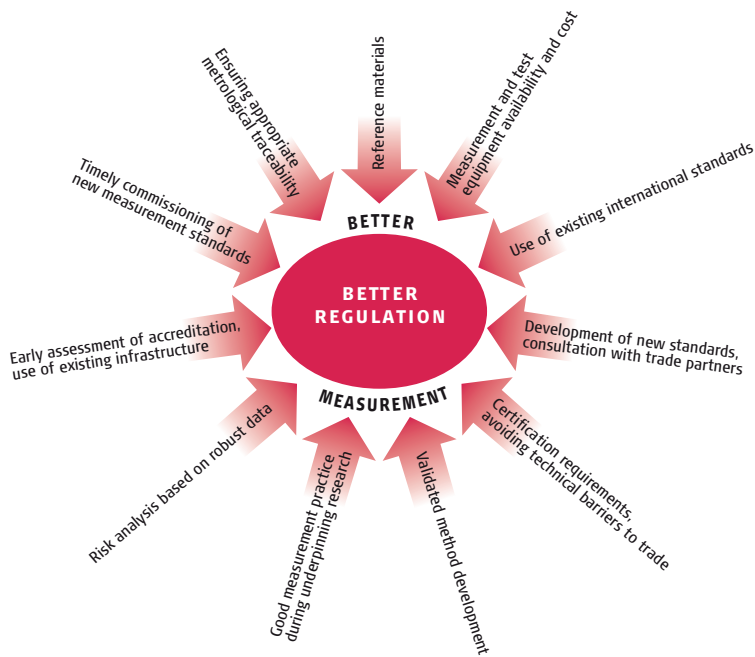 Reference materials
Measurement and test
equipment availability and cost
Use of existing international standards
Development of new standards,
consultation with trade partners
Certification requirements,
avoiding technical barriers to trade
Validated method development
Good measurement practice
during underpinning research
Risk analysis based on robust data
Early assessment of accreditation,
use of existing infrastructure
Timely commissioning of
new measurement standards
Ensuring appropriate
metrological traceability
BETTER
BETTER
REGULATION
MEASUREMENT